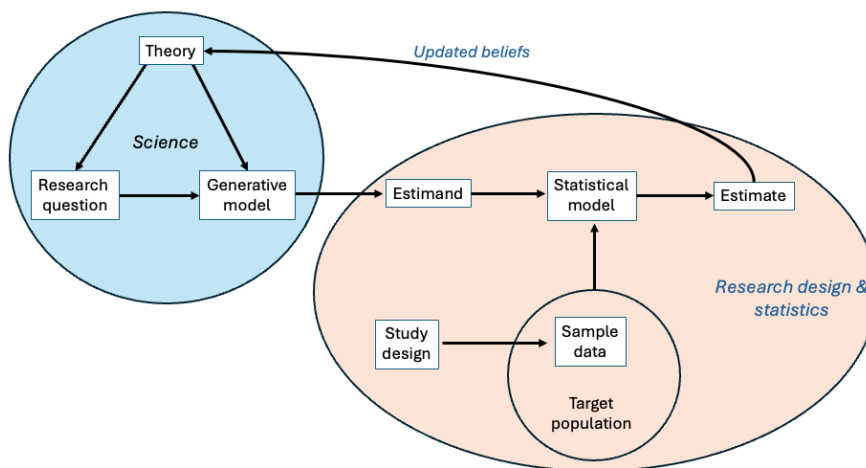 Theory
Updated beliefs
Science
Research
question
Generative
model
Estimand
Statistical
model
Estimate
Research design &
statistics
Study
design
Sample
data
Target
population